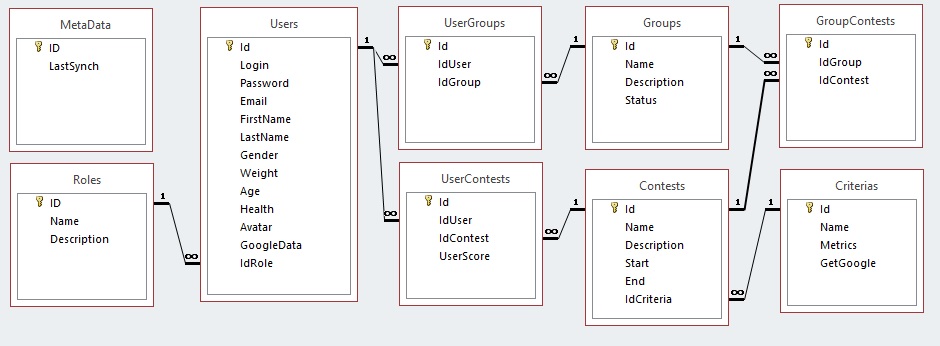 MetaData
ID
LastSynch
Users
Id
Login
Password
Email
FirstName
LastName
Gender
Weight
Age
Health
Avatar
GoogleData
IdRole
UserGroups
Id
IdUser
IdGroup
Groups
Id
Name
Description
Status
GroupContests
Id
IdGroup
IdContest
Roles
ID
Name
Description
UserContests
Id
IdUser
IdContest
UserScore
Contests
Id
Name
Description
Start
End
IdCriteria
Criterias
Id
Name
Metrics
GetGoogle
1
∞
1
∞
∞
1
∞
1
∞
∞
1
∞
1
1
∞